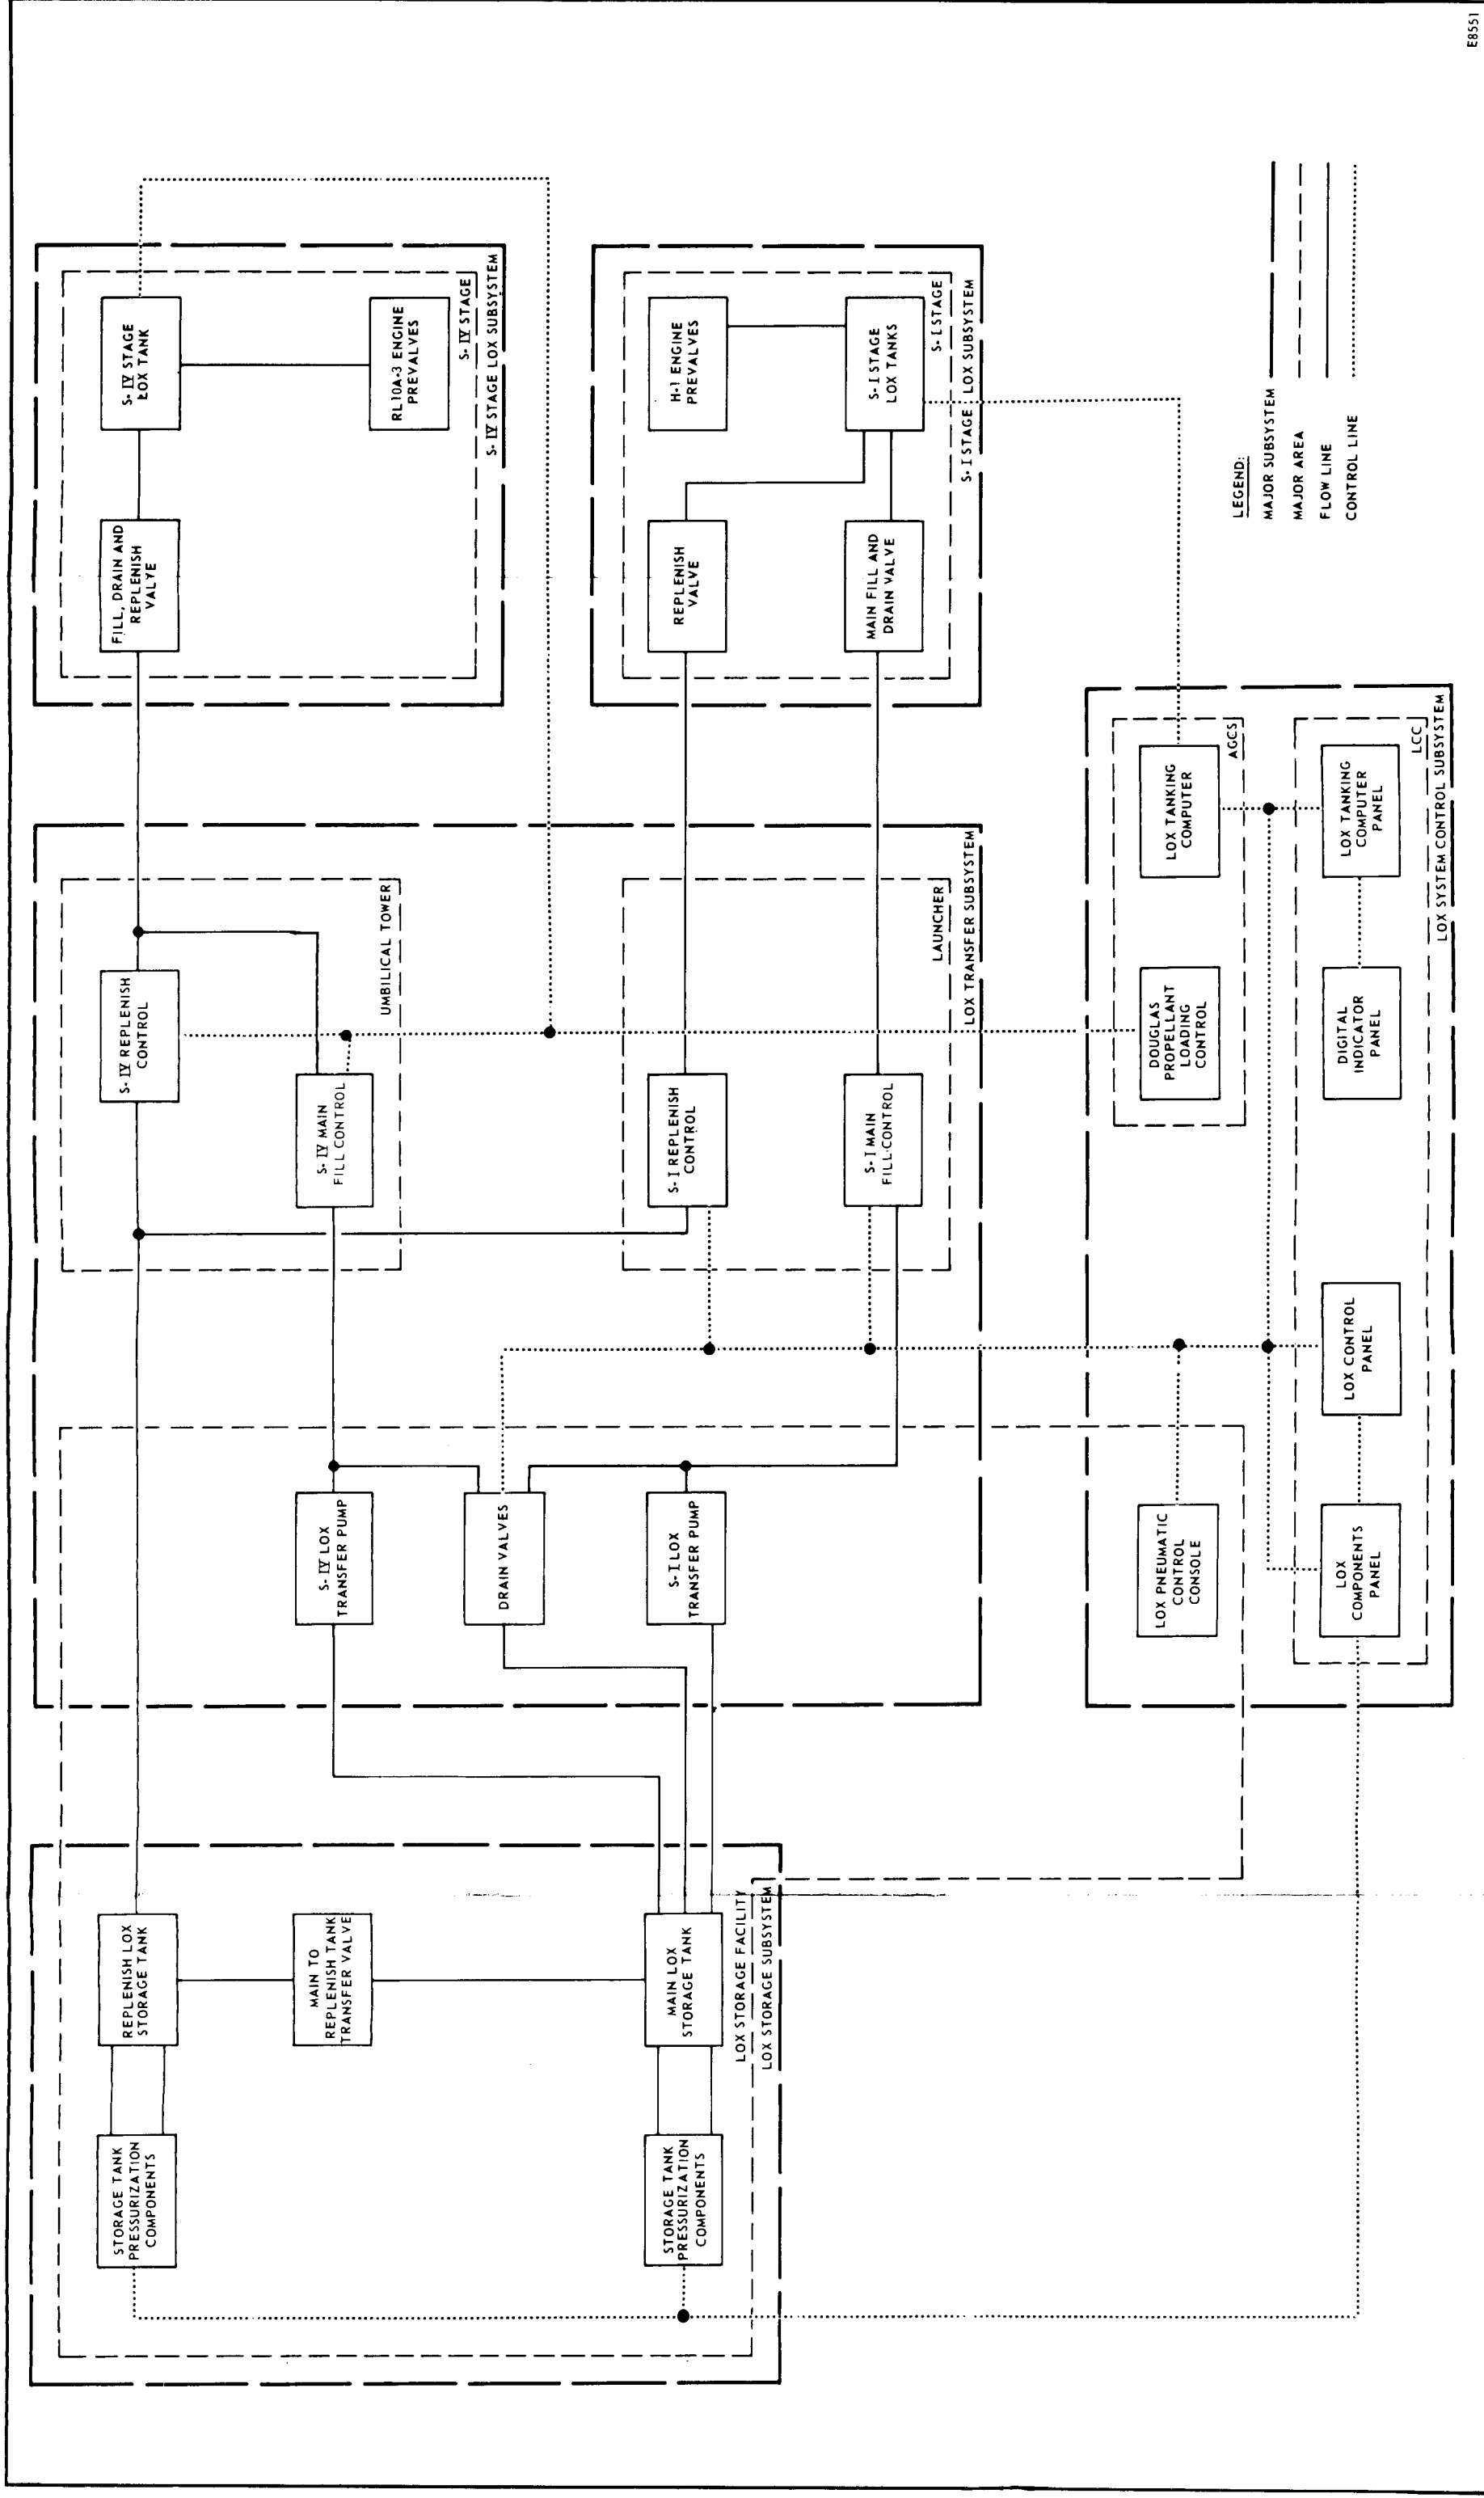 STORAGE TANK
PRESSURIZATION
COMPONENTS
REPLENISH LOX
STORAGE TANK
MAIN TO
REPLENISH TANK
TRANSFER VALVE
STORAGE TANK
PRESSURIZATION
COMPONENTS
MAIN LOX
STORAGE TANK
LOX STORAGE FACILITY
LOX STORAGE SUBSYSTEM
S-IV LOX
TRANSFER PUMP
DRAIN VALVES
S-I LOX
TRANSFER PUMP
S-IV REPLENISH
CONTROL
S-IV MAIN
FILL CONTROL
UMBILICAL TOWER
S-I REPLENISH
CONTROL
S-I MAIN
FILL CONTROL
LAUNCHER
LOX TRANSFER SUBSYSTEM
FILL, DRAIN AND
REPLENISH
VALVE
S-IV STAGE
LOX TANK
RL10A-3 ENGINE
PREVALVES
S-IV STAGE
S-IV STAGE LOX SUBSYSTEM
REPLENISH
VALVE
H-1 ENGINE
PREVALVES
MAIN FILL AND
DRAIN VALVE
S-I STAGE
LOX TANKS
S-I STAGE
S-I STAGE LOX SUBSYSTEM
LOX PNEUMATIC
CONTROL
CONSOLE
DOUGLAS
PROPELLANT
LOADING
CONTROL
LOX TANKING
COMPUTER
AGCS
LOX
COMPONENTS
PANEL
LOX CONTROL
PANEL
DIGITAL
INDICATOR
PANEL
LOX TANKING
COMPUTER
PANEL
LCC
LOX SYSTEM CONTROL SUBSYSTEM
LEGEND:
MAJOR SUBSYSTEM
MAJOR AREA
FLOW LINE
CONTROL LINE
E8551